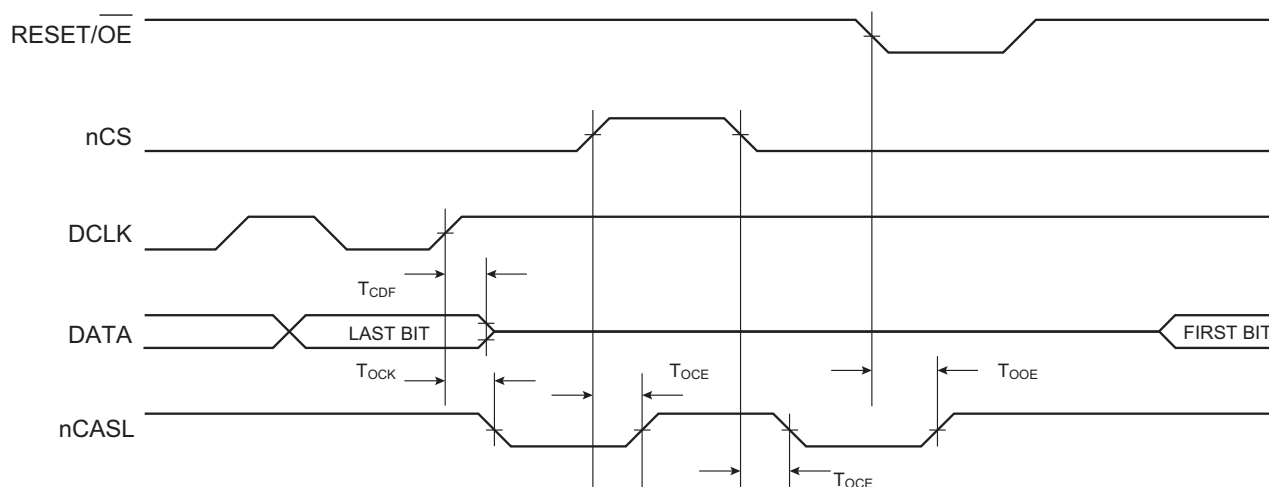 RESET/OE
nCS
DCLK
TCDF
DATA
LAST BIT
FIRST BIT
TOCK
TOCE
TOOE
nCASL
TOCE